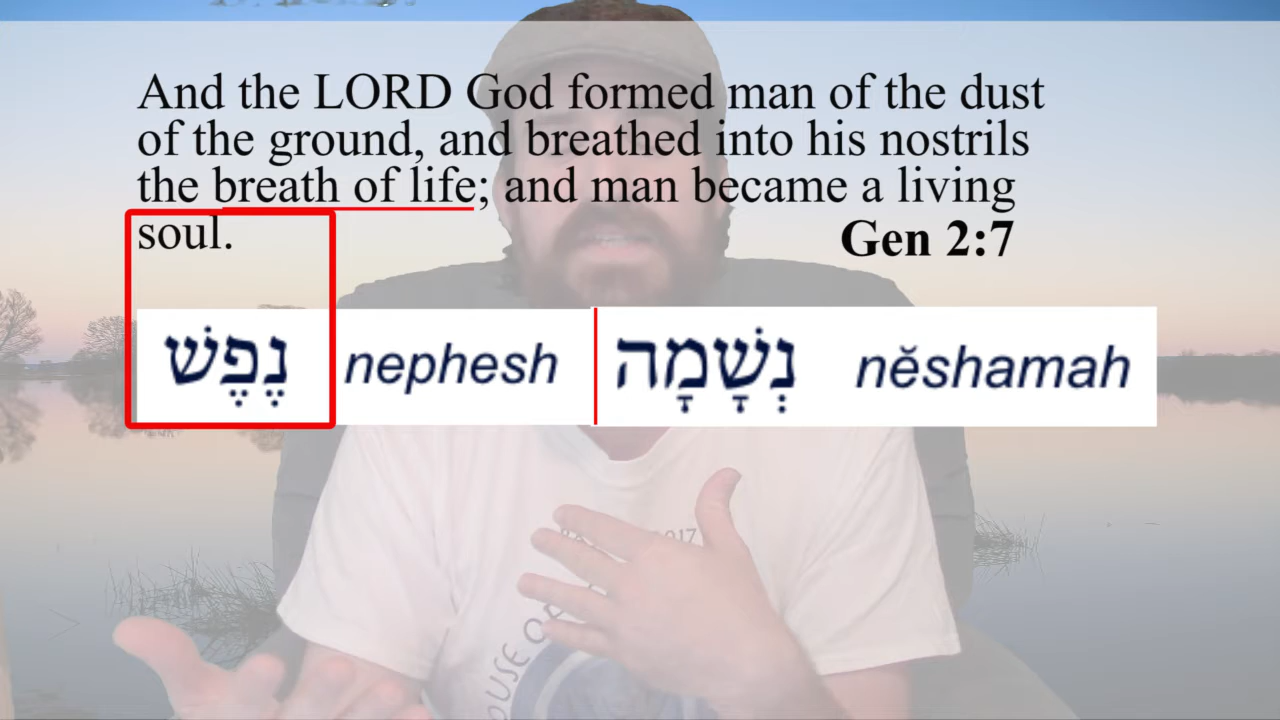 And the LORD God formed man of the dust
of the ground, and breathed into his nostrils
the breath of life; and man became a living
soul.
Gen 2:7
נֶפֶשׁ nephesh נְשָׁמָה nĕshamah